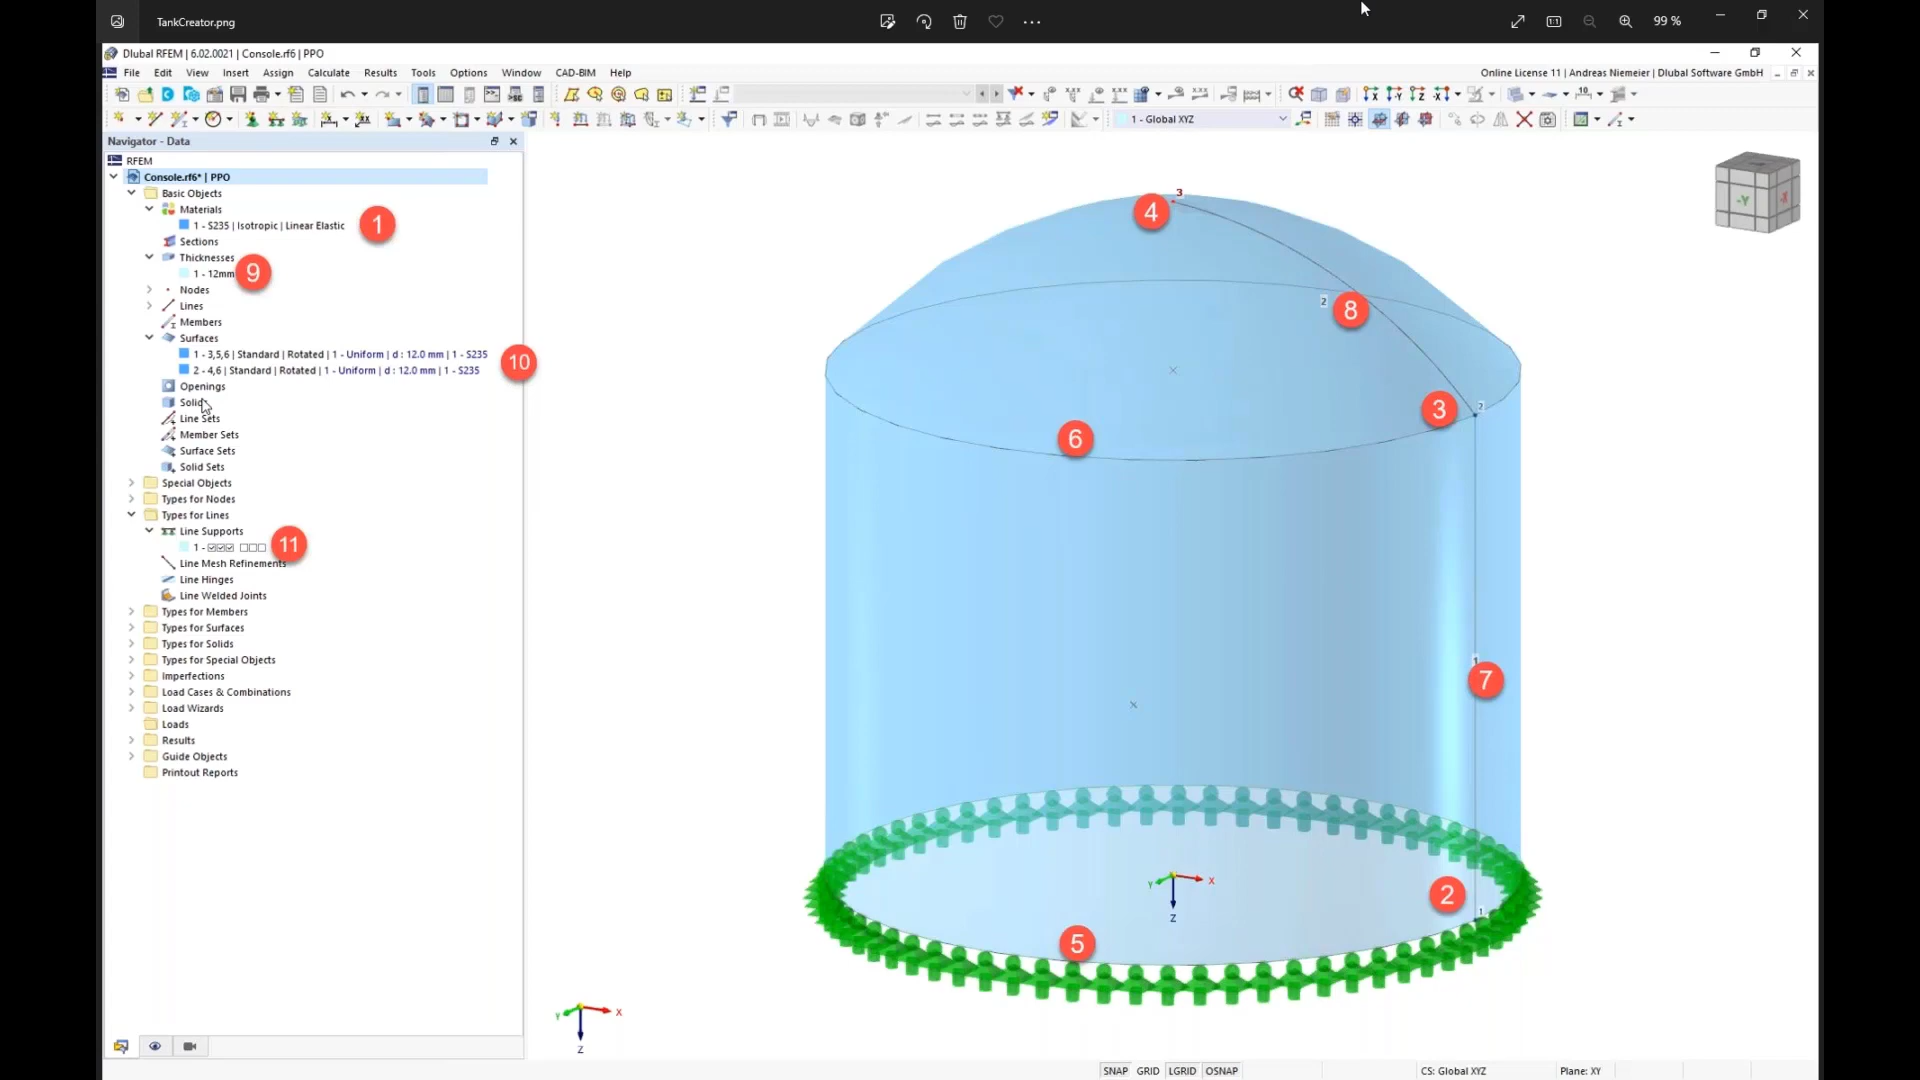 TankCreator.png
99 %
Dlubal RFEM | 6.02.0021 | Console.rf6 | PPO
File Edit View Insert Assign Calculate Results Tools Options Window CAD-BIM Help
Online License 11 | Andreas Niemeier | Dlubal Software GmbH
1 - Global XYZ
Navigator - Data
RFEM
Console.rf6* | PPO
Basic Objects
Materials
1 - S235 | Isotropic | Linear Elastic
1
Sections
Thicknesses
1 - 12mm
9
Nodes
Lines
Members
Surfaces
1 - 3,5,6 | Standard | Rotated | 1 - Uniform | d : 12.0 mm | 1 - S235
2 - 4,6 | Standard | Rotated | 1 - Uniform | d : 12.0 mm | 1 - S235
10
Openings
Solids
Line Sets
Member Sets
Surface Sets
Solid Sets
Special Objects
Types for Nodes
Types for Lines
Line Supports
1 -
11
Line Mesh Refinements
Line Hinges
Line Welded Joints
Types for Members
Types for Surfaces
Types for Solids
Types for Special Objects
Imperfections
Load Cases & Combinations
Load Wizards
Loads
Results
Guide Objects
Printout Reports
-Y
-X
3
4
2
8
3
2
6
1
7
Y X
Z
2
1
5
Y X
Z
SNAP GRID LGRID OSNAP
CS: Global XYZ
Plane: XY